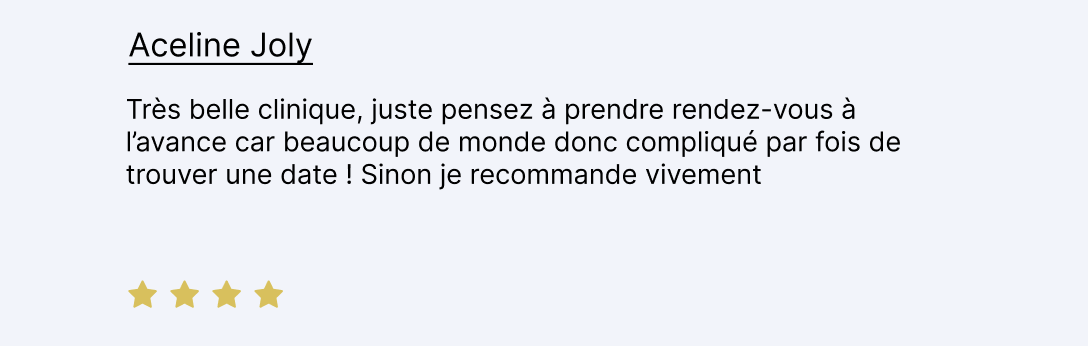 Aceline Joly
Très belle clinique, juste pensez à prendre rendez-vous à
l’avance car beaucoup de monde donc compliqué par fois de
trouver une date ! Sinon je recommande vivement